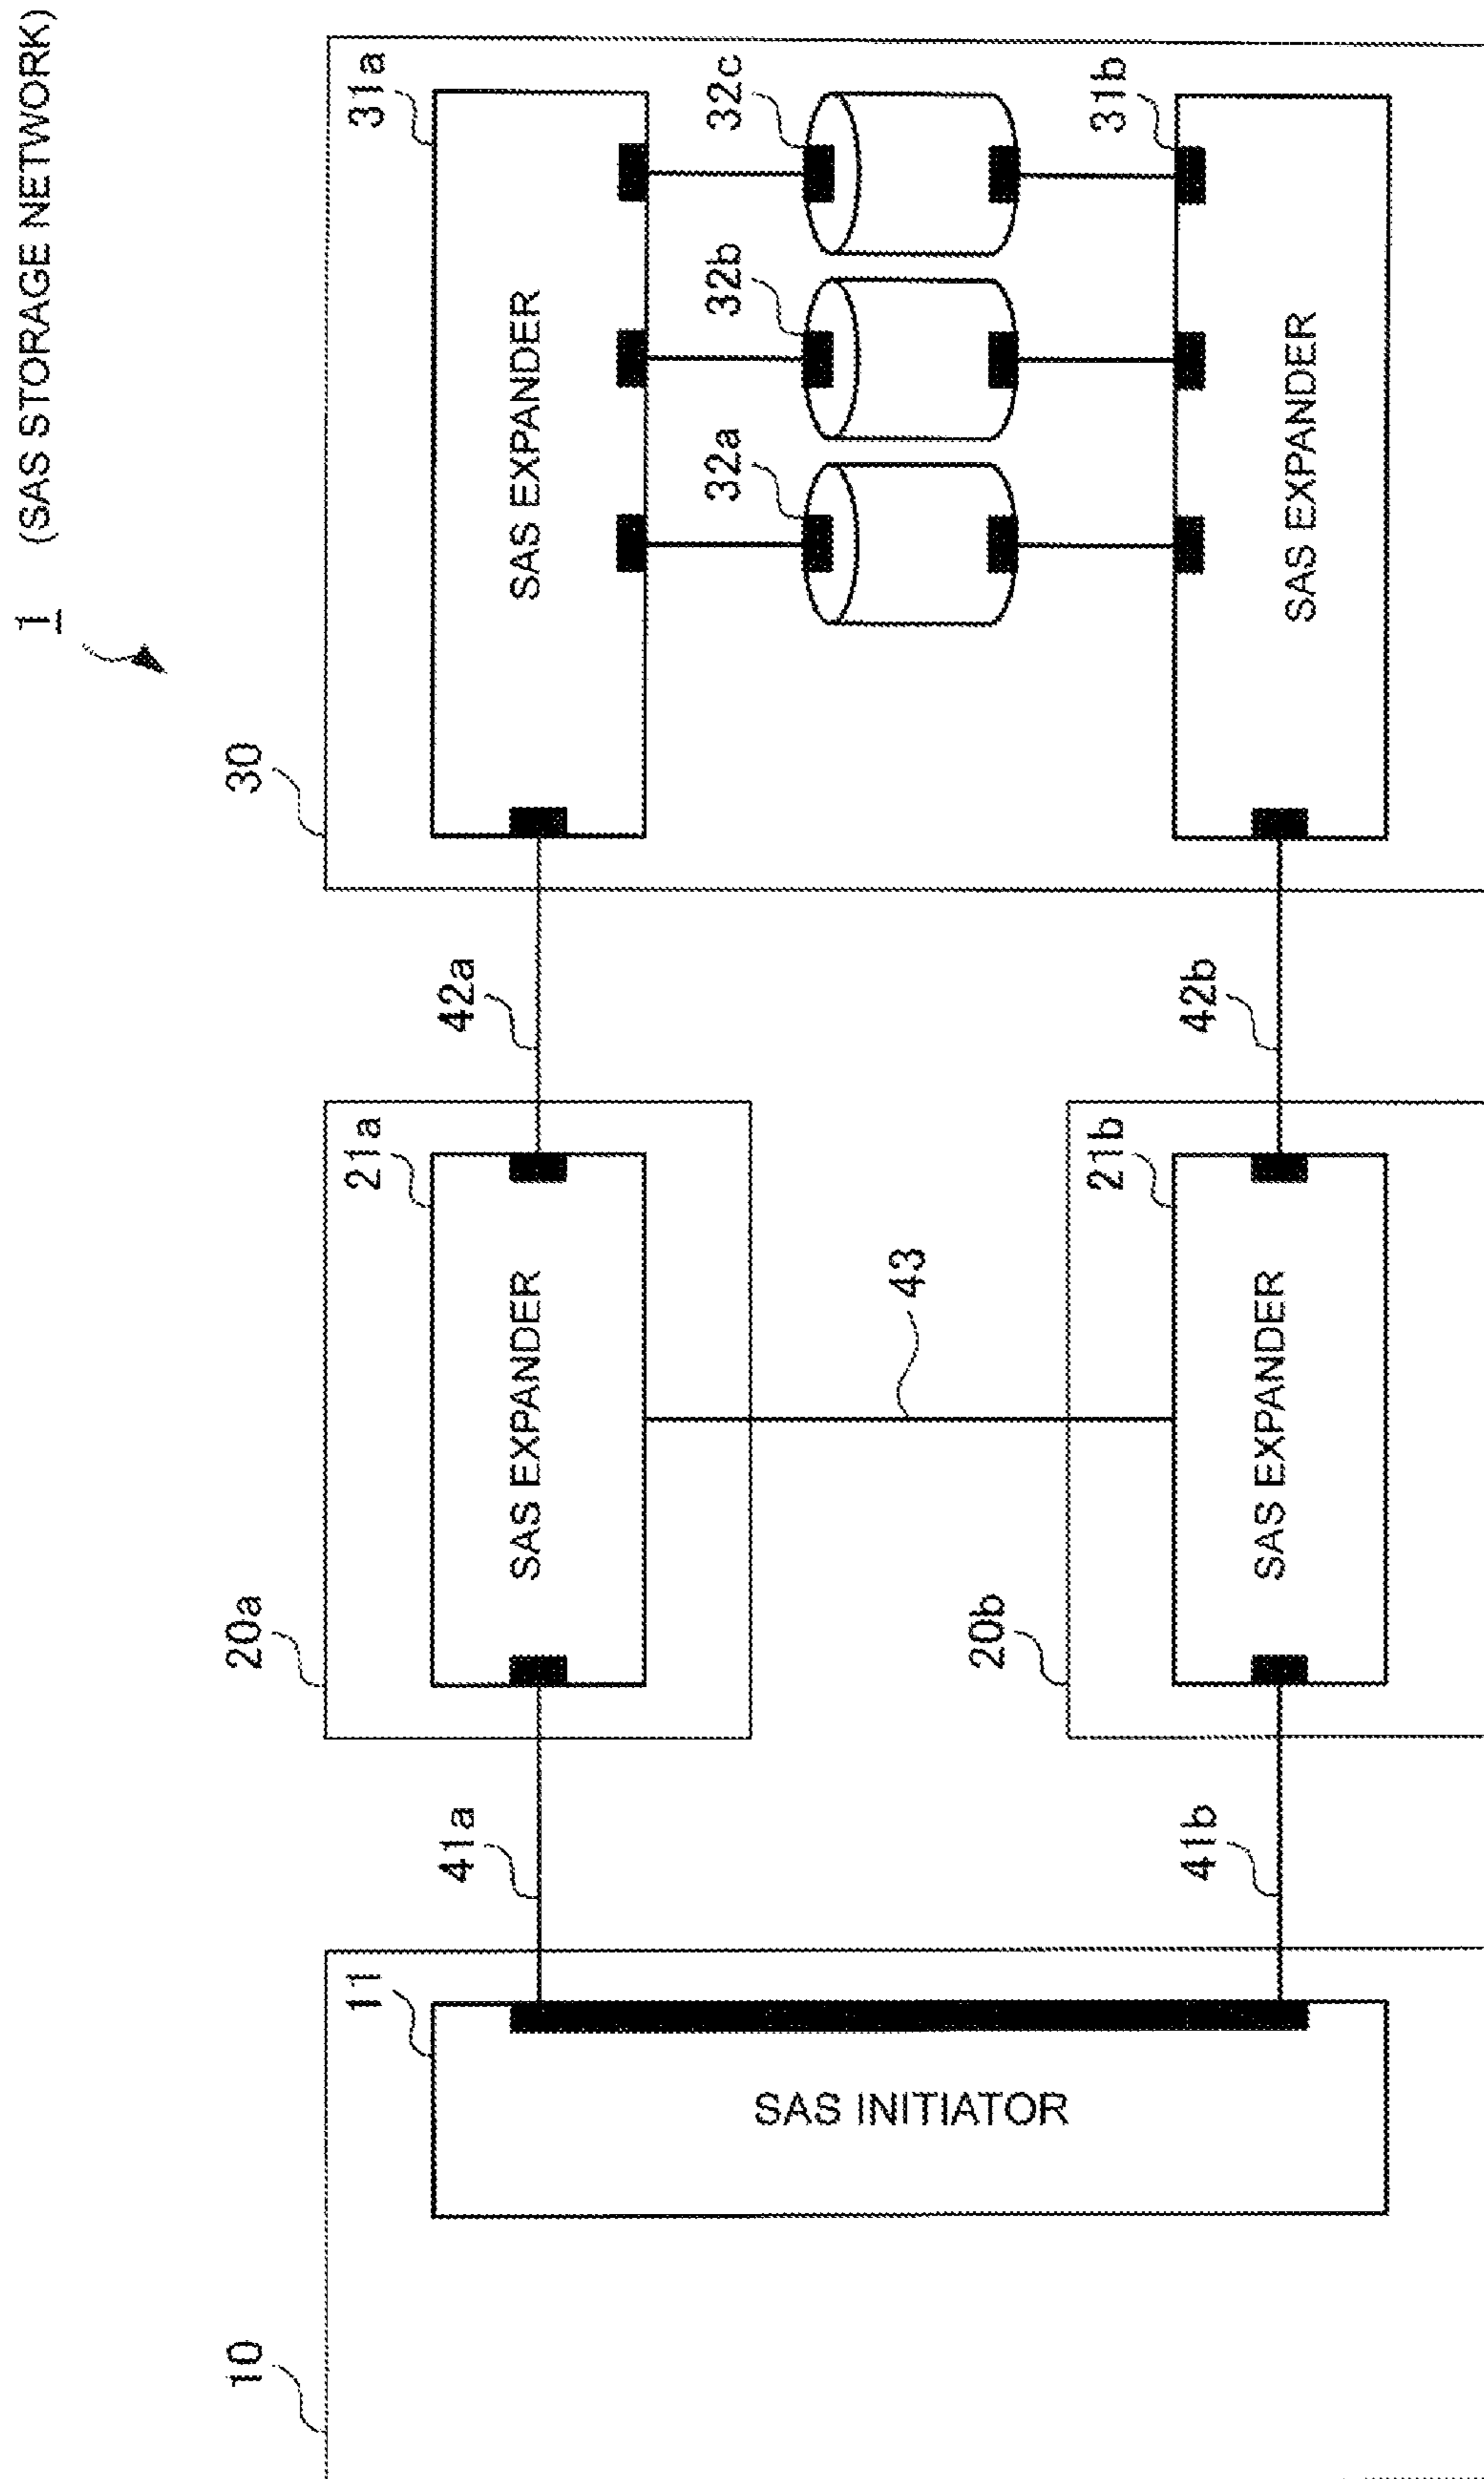 1 (SAS STORAGE NETWORK)
10
11
SAS INITIATOR
41a
41b
20a
21a
SAS EXPANDER
43
20b
21b
SAS EXPANDER
42a
42b
30
31a
SAS EXPANDER
32a
32b
32c
31b
SAS EXPANDER